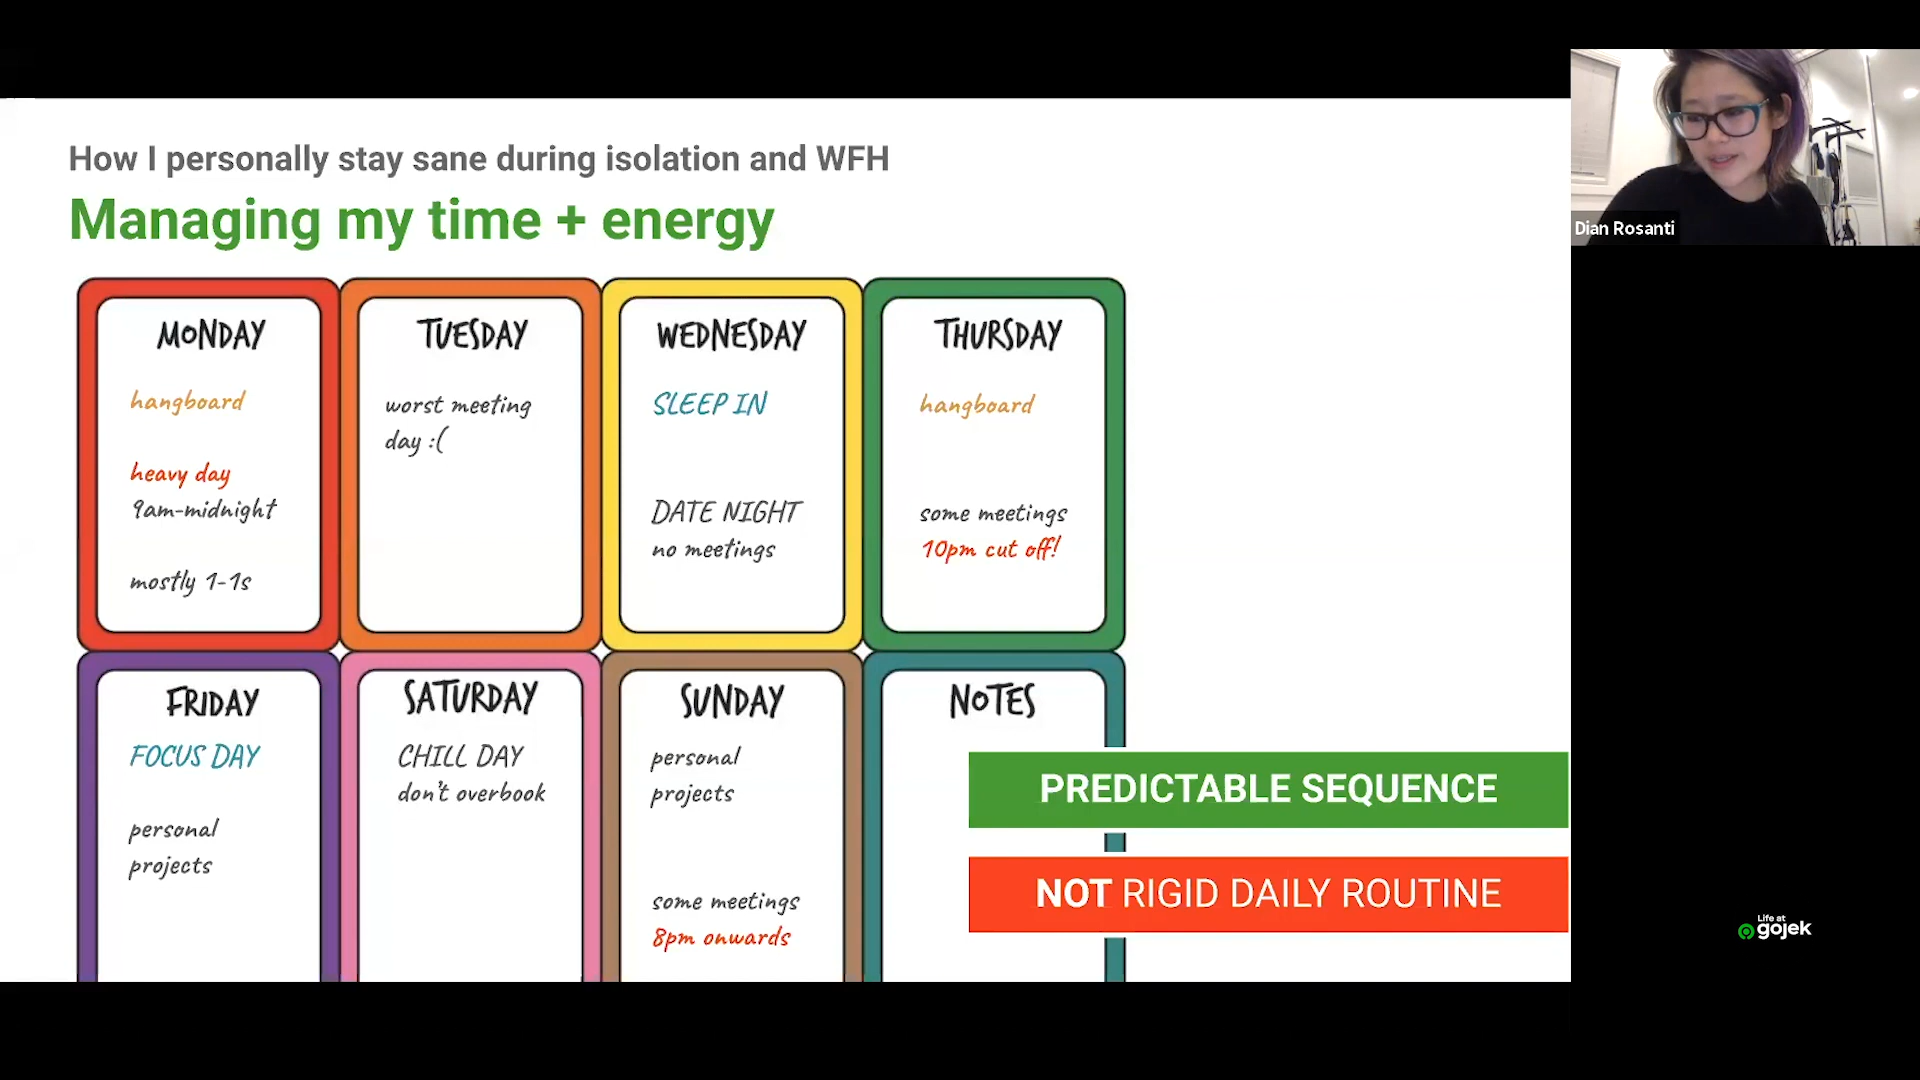 How I personally stay sane during isolation and WFH
Managing my time + energy
MONDAY
hangboard
heavy day
9am-midnight
mostly 1-1s
TUESDAY
worst meeting
day :(
WEDNESDAY
SLEEP IN
DATE NIGHT
no meetings
THURSDAY
hangboard
some meetings
10pm cut off!
FRIDAY
FOCUS DAY
personal
projects
SATURDAY
CHILL DAY
don't overbook
SUNDAY
personal
projects
some meetings
8pm onwards
NOTES
PREDICTABLE SEQUENCE
NOT RIGID DAILY ROUTINE
Dian Rosanti
Life at
gojek